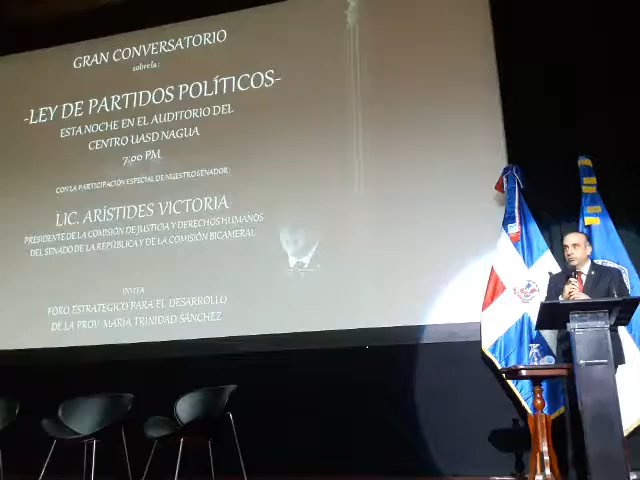 GRAN CONVERSATORIO
sobre la:
-LEY DE PARTIDOS POLÍTICOS-
ESTA NOCHE EN EL AUDITORIO DEL
CENTRO UASD NAGUA
7:00 PM
CON LA PARTICIPACIÓN ESPECIAL DE NUESTRO SENADOR:
LIC. ARÍSTIDES VICTORIA
PRESIDENTE DE LA COMISIÓN DE JUSTICIA Y DERECHOS HUMANOS
DEL SENADO DE LA REPÚBLICA Y DE LA COMISIÓN BICAMERAL
INVITA
FORO ESTRATEGICO PARA EL DESARROLLO
DE LA PROV. MARÍA TRINIDAD SÁNCHEZ